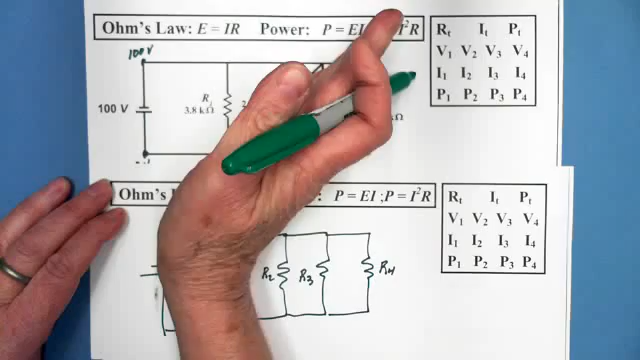 Ohm's Law: E = IR Power: P = EI I²R
100 V
100 V
R₁
3.8 kΩ
Rt It Pt
V₁ V₂ V₃ V₄
I₁ I₂ I₃ I₄
P₁ P₂ P₃ P₄
Ohm's P = EI ; P = I²R
R₂ R₃ R4
Rt It Pt
V₁ V₂ V₃ V₄
I₁ I₂ I₃ I₄
P₁ P₂ P₃ P₄